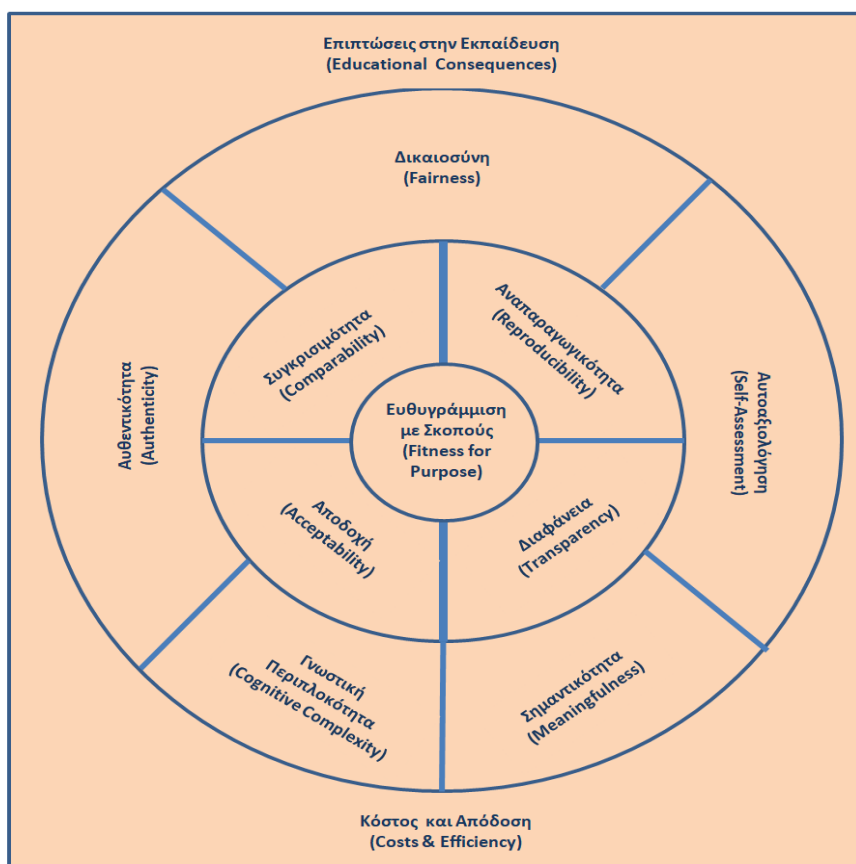 Επιπτώσεις στην Εκπαίδευση
(Educational Consequences)
Δικαιοσύνη
(Fairness)
Συγκρισιμότητα
(Comparability)
Αναπαραγωγικότητα
(Reproducibility)
Αυθεντικότητα
(Authenticity)
Ευθυγράμμιση
με Σκοπούς
(Fitness for
Purpose)
Αυτοαξιολόγηση
(Self-Assessment)
Αποδοχή
(Acceptability)
Διαφάνεια
(Transparency)
Γνωστική
Περιπλοκότητα
(Cognitive Complexity)
Σημαντικότητα
(Meaningfulness)
Κόστος και Απόδοση
(Costs & Efficiency)